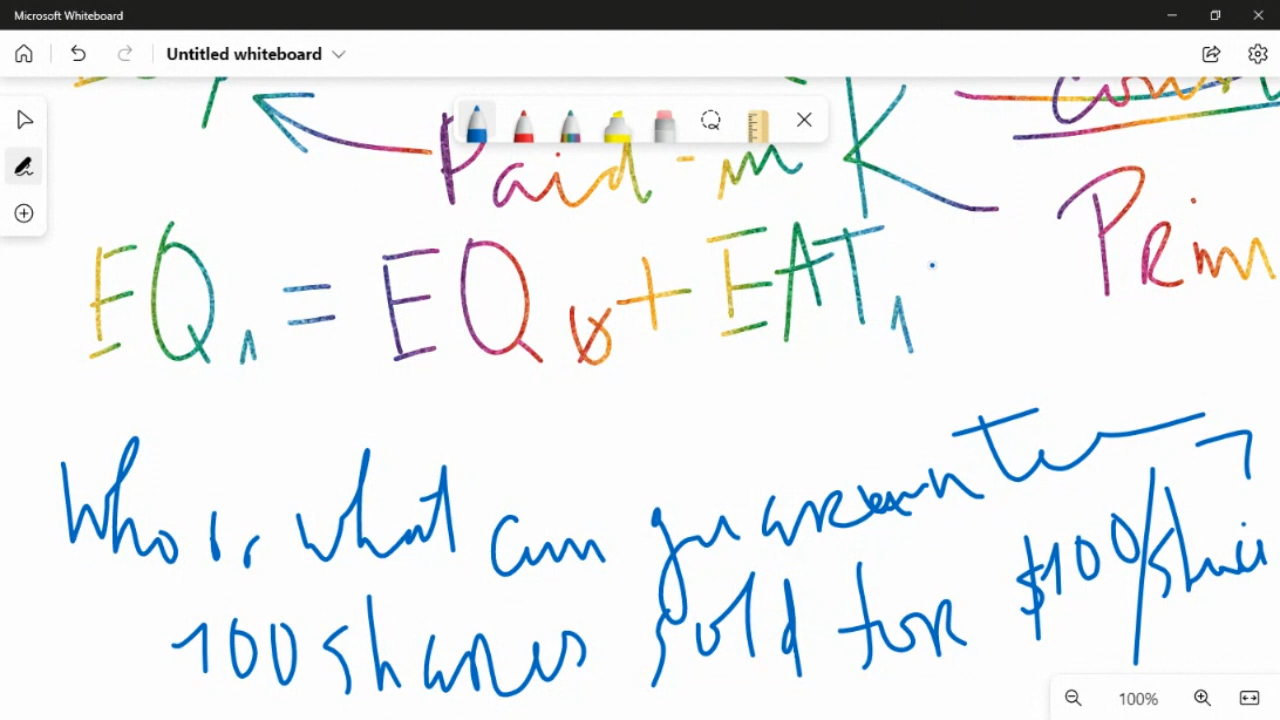 Microsoft Whiteboard
Untitled whiteboard
Paid-in K
Prim
EQ1 = EQ0 + EAT1
Who or what can guarantee
100 shares sold for $100/share
100%